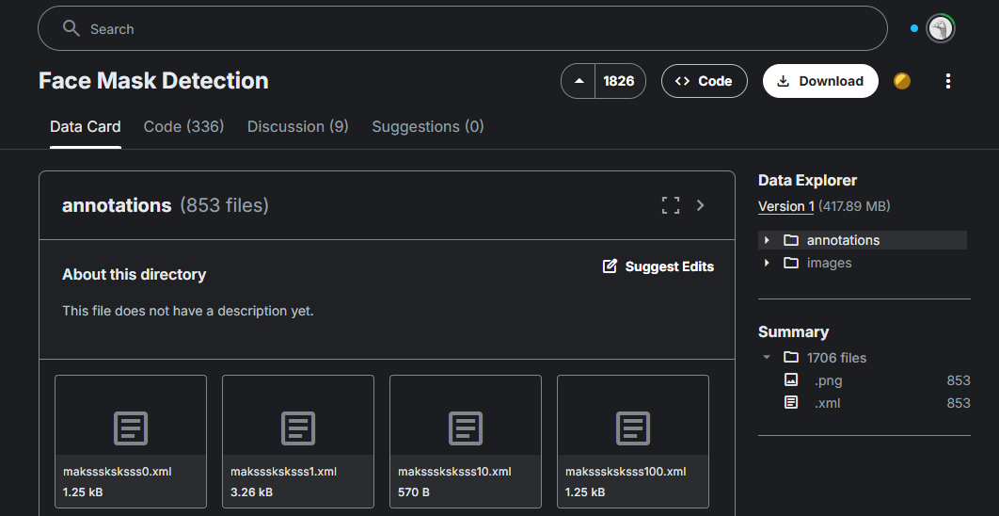 Search
Face Mask Detection
1826
Code
Download
Data Card
Code (336)
Discussion (9)
Suggestions (0)
annotations (853 files)
About this directory
Suggest Edits
This file does not have a description yet.
maksssksksss0.xml
1.25 kB
maksssksksss1.xml
3.26 kB
maksssksksss10.xml
570 B
maksssksksss100.xml
1.25 kB
Data Explorer
Version 1 (417.89 MB)
annotations
images
Summary
1706 files
.png 853
.xml 853